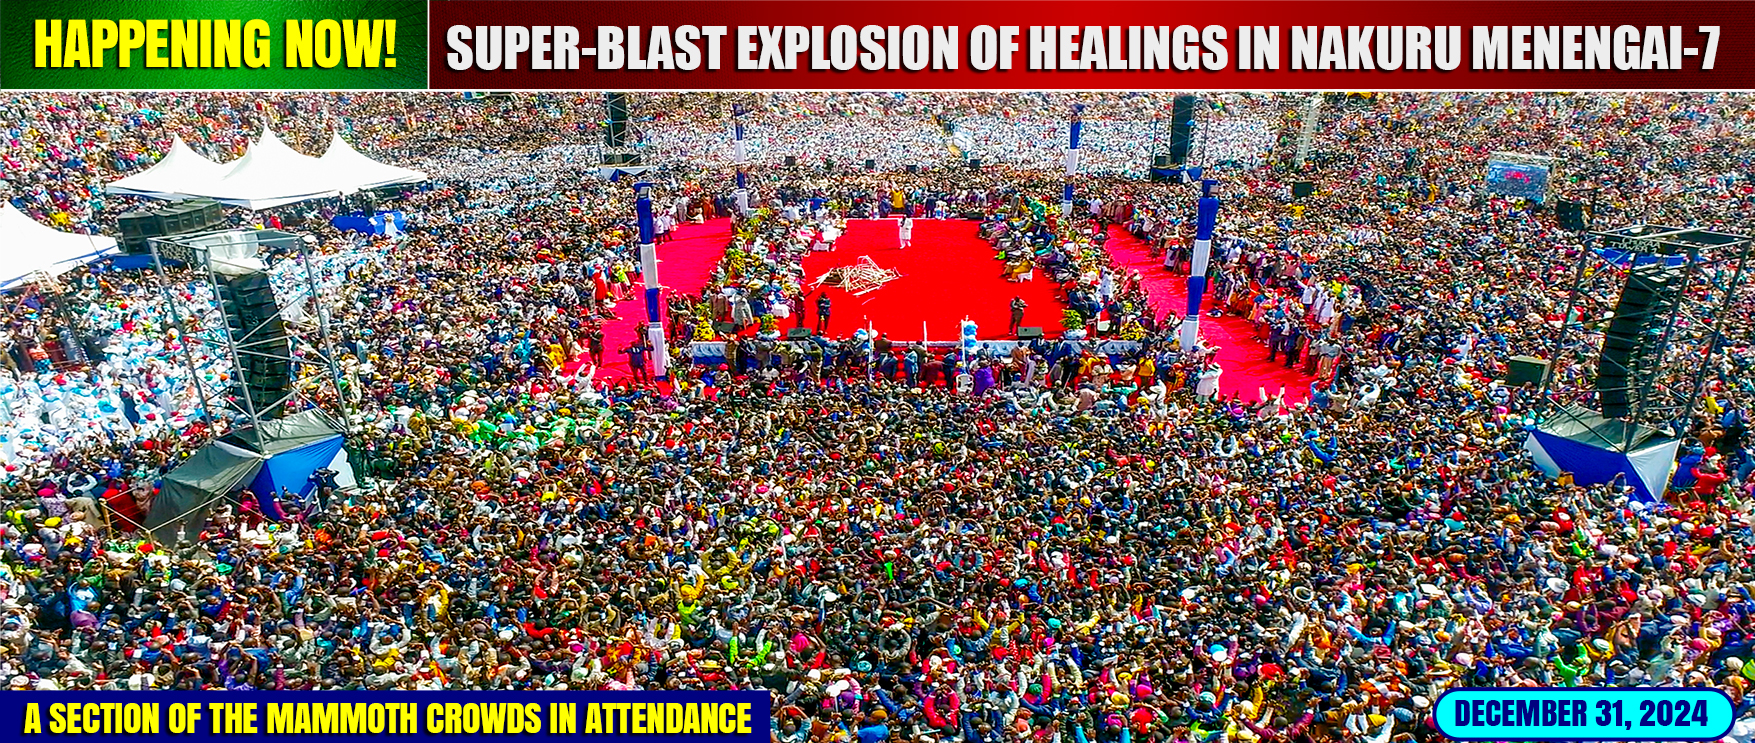 HAPPENING NOW!
SUPER-BLAST EXPLOSION OF HEALINGS IN NAKURU MENENGAI-7
A SECTION OF THE MAMMOTH CROWDS IN ATTENDANCE
DECEMBER 31, 2024